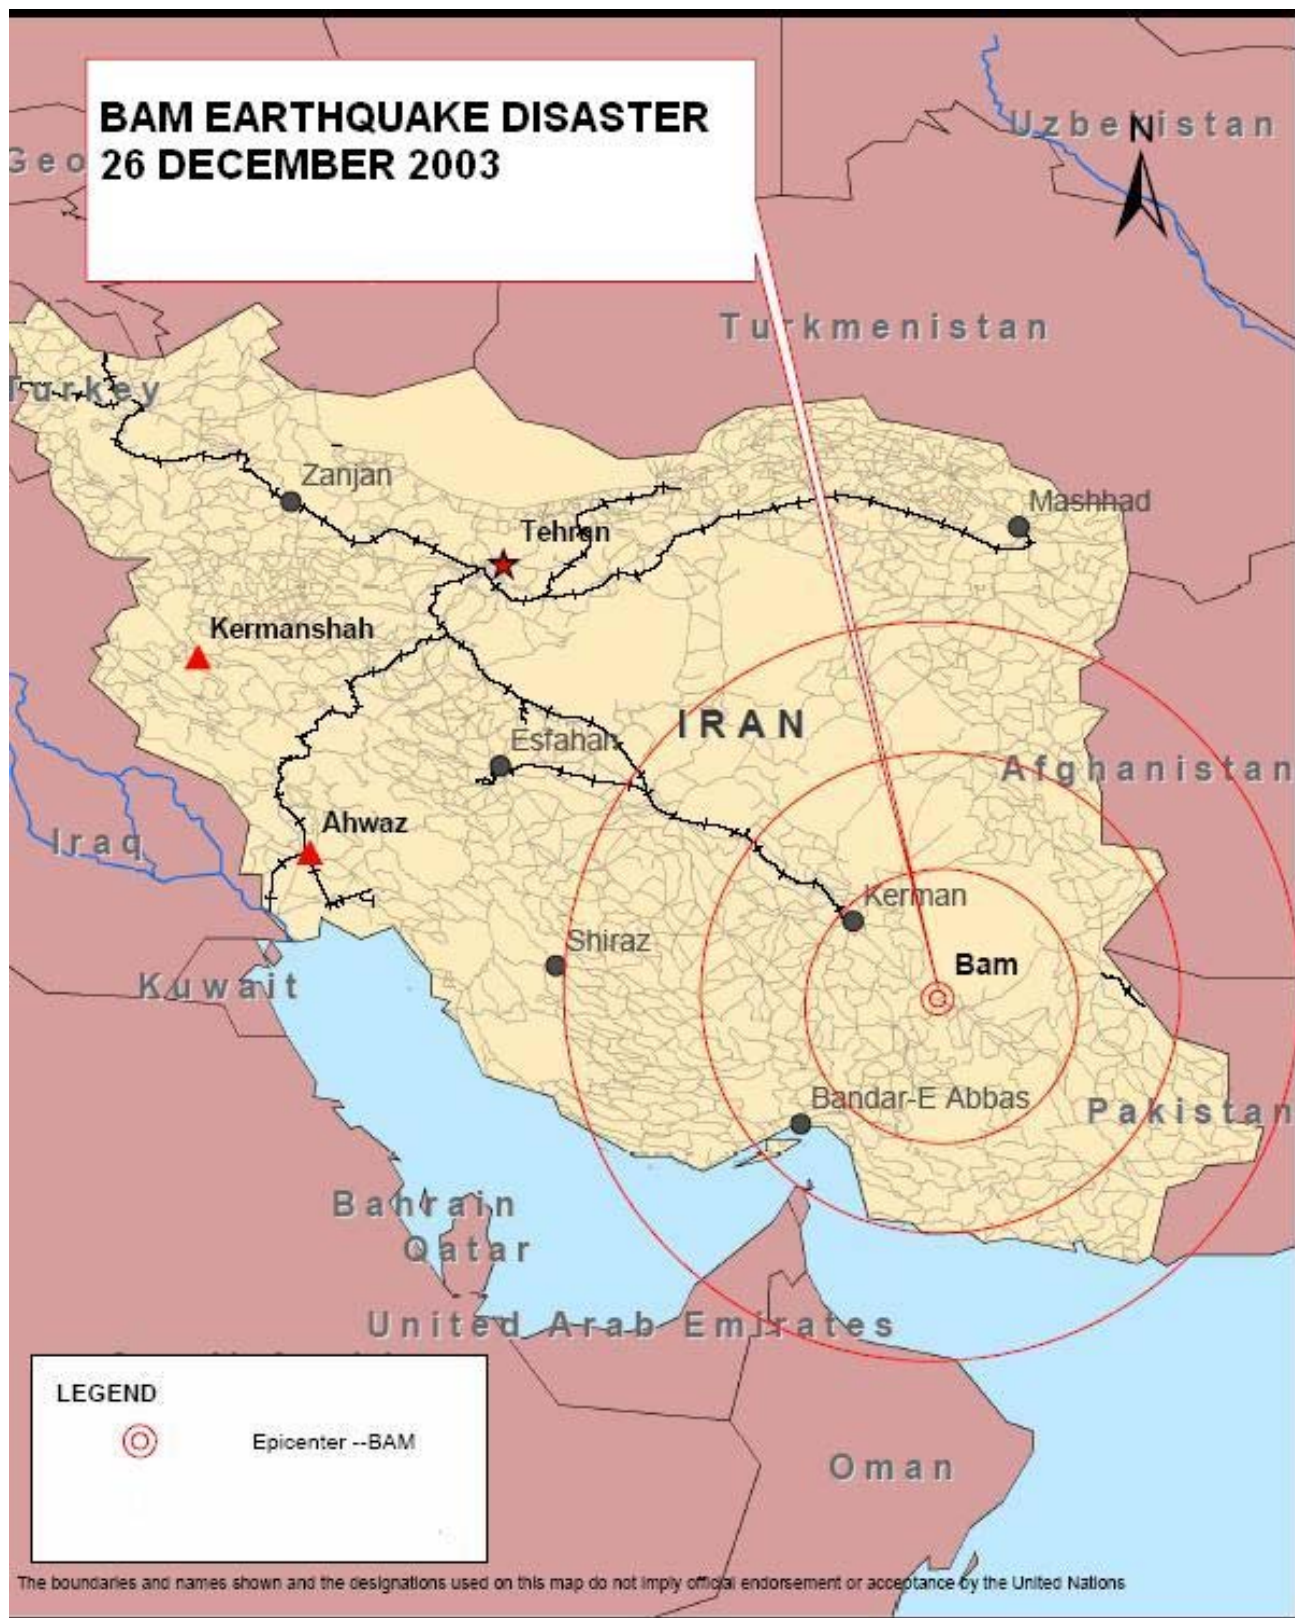 BAM EARTHQUAKE DISASTER
26 DECEMBER 2003
Uzbekistan
N
Geo
Turkmenistan
Turkey
Zanjan
Mashhad
Tehran
Kermanshah
IRAN
Esfahan
Afghanistan
Ahwaz
Iraq
Kerman
Shiraz
Bam
Kuwait
Bandar-E Abbas
Pakistan
Bahrain
Qatar
United Arab Emirates
LEGEND
Epicenter --BAM
Oman
The boundaries and names shown and the designations used on this map do not imply official endorsement or acceptance by the United Nations